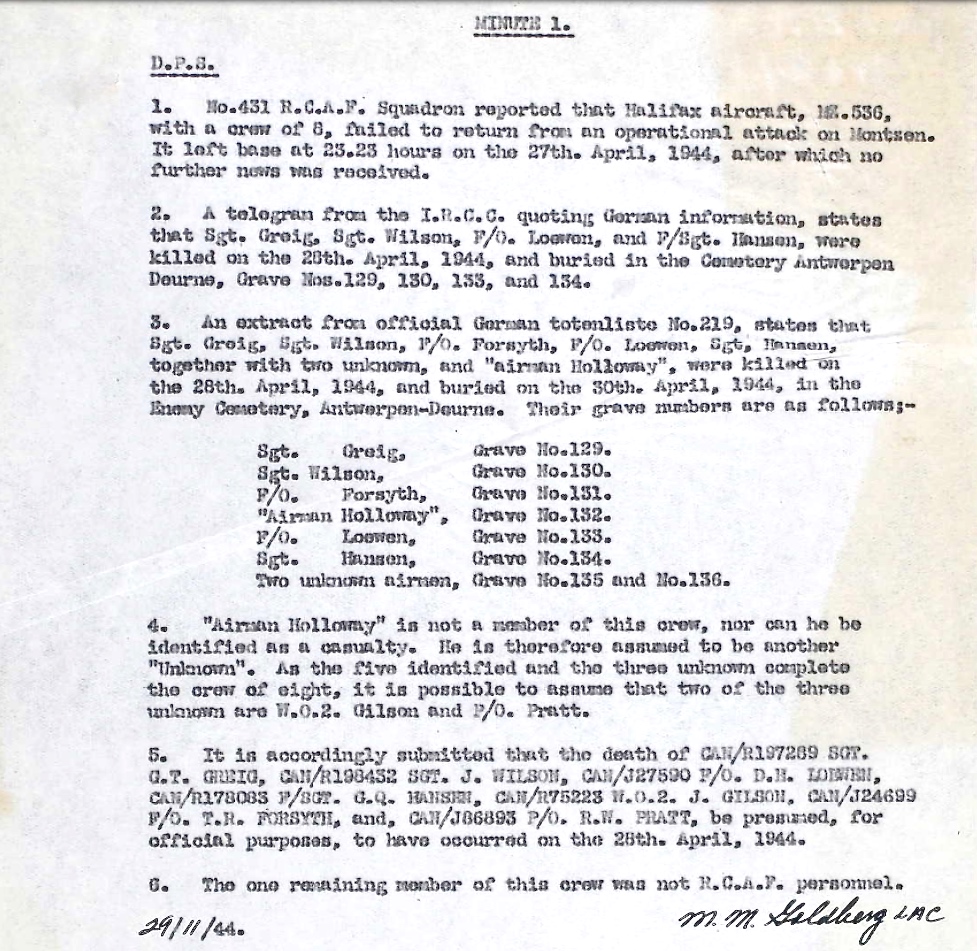 MINUTE 1.
D.P.S.
1. No.431 R.C.A.F. Squadron reported that Halifax aircraft, MZ.536,
with a crew of 8, failed to return from an operational attack on Montzen.
It left base at 23.23 hours on the 27th. April, 1944, after which no
further news was received.
2. A telegram from the I.R.C.C. quoting German information, states
that Sgt. Greig, Sgt. Wilson, F/O. Loewen, and F/Sgt. Hansen, were
killed on the 28th. April, 1944, and buried in the Cemetery Antwerpen
Deurne, Grave Nos.129, 130, 133, and 134.
3. An extract from official German totenliste No.219, states that
Sgt. Greig, Sgt. Wilson, F/O. Forsyth, F/O. Loewen, Sgt, Hansen,
together with two unknown, and "airman Holloway", were killed on
the 28th. April, 1944, and buried on the 30th. April, 1944, in the
Enemy Cemetery, Antwerpen-Deurne. Their grave numbers are as follows;-
Sgt. Greig, Grave No.129.
Sgt. Wilson, Grave No.130.
F/O. Forsyth, Grave No.131.
"Airman Holloway", Grave No.132.
F/O. Loewen, Grave No.133.
Sgt. Hansen, Grave No.134.
Two unknown airmen, Grave No.135 and No.136.
4. "Airman Holloway" is not a member of this crew, nor can he be
identified as a casualty. He is therefore assumed to be another
"Unknown". As the five identified and the three unknown complete
the crew of eight, it is possible to assume that two of the three
unknown are W.O.2. Gilson and P/O. Pratt.
5. It is accordingly submitted that the death of CAN/R197289 SGT.
G.T. GREIG, CAN/R198432 SGT. J. WILSON, CAN/J27590 F/O. D.H. LOEWEN,
CAN/R178083 F/SGT. G.Q. HANSEN, CAN/R75223 W.O.2. J. GILSON, CAN/J24699
F/O. T.R. FORSYTH, and, CAN/J86893 P/O. R.W. PRATT, be presumed, for
official purposes, to have occurred on the 28th. April, 1944.
6. The one remaining member of this crew was not R.C.A.F. personnel.
29/11/44. M. M. Goldberg LAC